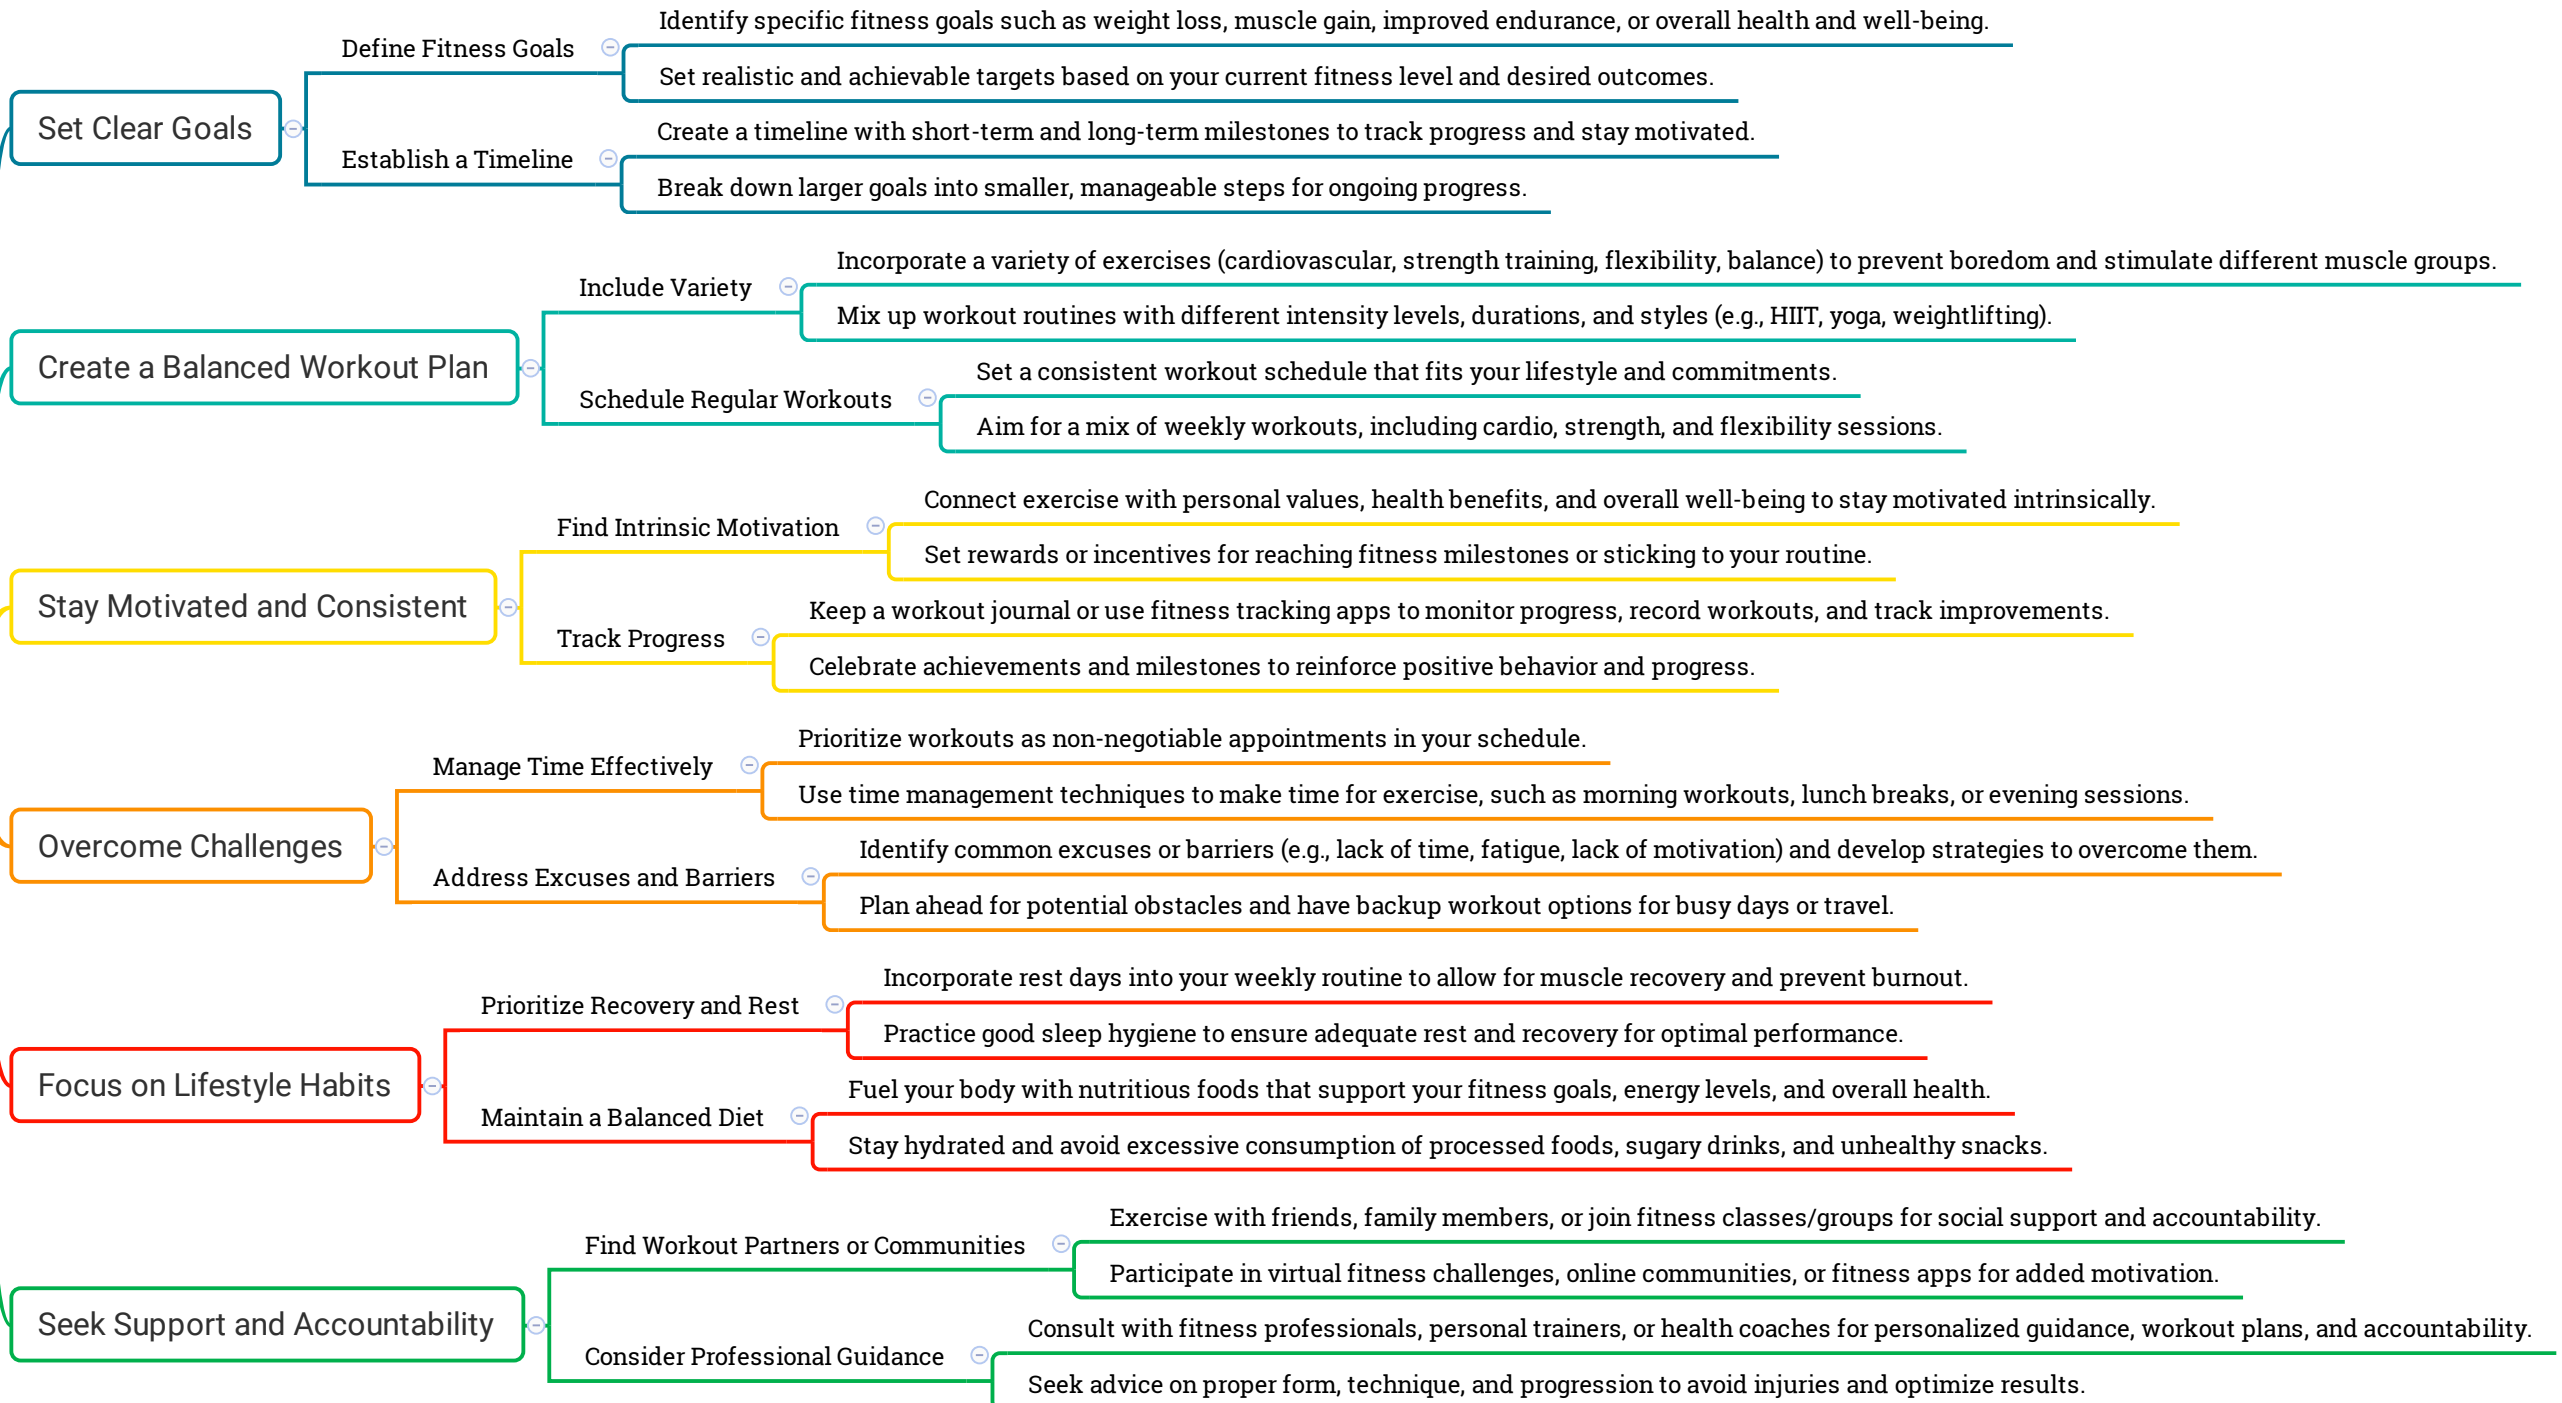 Set Clear Goals
Define Fitness Goals
Identify specific fitness goals such as weight loss, muscle gain, improved endurance, or overall health and well-being.
Set realistic and achievable targets based on your current fitness level and desired outcomes.
Establish a Timeline
Create a timeline with short-term and long-term milestones to track progress and stay motivated.
Break down larger goals into smaller, manageable steps for ongoing progress.
Create a Balanced Workout Plan
Include Variety
Incorporate a variety of exercises (cardiovascular, strength training, flexibility, balance) to prevent boredom and stimulate different muscle groups.
Mix up workout routines with different intensity levels, durations, and styles (e.g., HIIT, yoga, weightlifting).
Schedule Regular Workouts
Set a consistent workout schedule that fits your lifestyle and commitments.
Aim for a mix of weekly workouts, including cardio, strength, and flexibility sessions.
Stay Motivated and Consistent
Find Intrinsic Motivation
Connect exercise with personal values, health benefits, and overall well-being to stay motivated intrinsically.
Set rewards or incentives for reaching fitness milestones or sticking to your routine.
Track Progress
Keep a workout journal or use fitness tracking apps to monitor progress, record workouts, and track improvements.
Celebrate achievements and milestones to reinforce positive behavior and progress.
Overcome Challenges
Manage Time Effectively
Prioritize workouts as non-negotiable appointments in your schedule.
Use time management techniques to make time for exercise, such as morning workouts, lunch breaks, or evening sessions.
Address Excuses and Barriers
Identify common excuses or barriers (e.g., lack of time, fatigue, lack of motivation) and develop strategies to overcome them.
Plan ahead for potential obstacles and have backup workout options for busy days or travel.
Focus on Lifestyle Habits
Prioritize Recovery and Rest
Incorporate rest days into your weekly routine to allow for muscle recovery and prevent burnout.
Practice good sleep hygiene to ensure adequate rest and recovery for optimal performance.
Maintain a Balanced Diet
Fuel your body with nutritious foods that support your fitness goals, energy levels, and overall health.
Stay hydrated and avoid excessive consumption of processed foods, sugary drinks, and unhealthy snacks.
Seek Support and Accountability
Find Workout Partners or Communities
Exercise with friends, family members, or join fitness classes/groups for social support and accountability.
Participate in virtual fitness challenges, online communities, or fitness apps for added motivation.
Consider Professional Guidance
Consult with fitness professionals, personal trainers, or health coaches for personalized guidance, workout plans, and accountability.
Seek advice on proper form, technique, and progression to avoid injuries and optimize results.